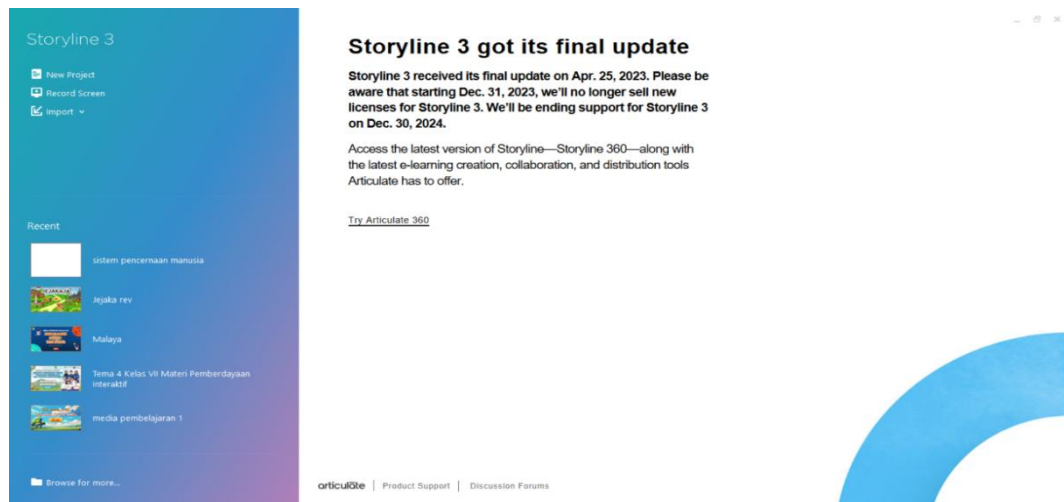 Storyline 3
New Project
Record Screen
Import
Recent
sistem pencernaan manusia
Jejaka rev
Malaya
Tema 4 Kelas VII Materi Pemberdayaan
interaktif
media pembelajaran 1
Browse for more...
Storyline 3 got its final update
Storyline 3 received its final update on Apr. 25, 2023. Please be
aware that starting Dec. 31, 2023, we'll no longer sell new
licenses for Storyline 3. We'll be ending support for Storyline 3
on Dec. 30, 2024.
Access the latest version of Storyline—Storyline 360—along with
the latest e-learning creation, collaboration, and distribution tools
Articulate has to offer.
Try Articulate 360
articulate | Product Support | Discussion Forums